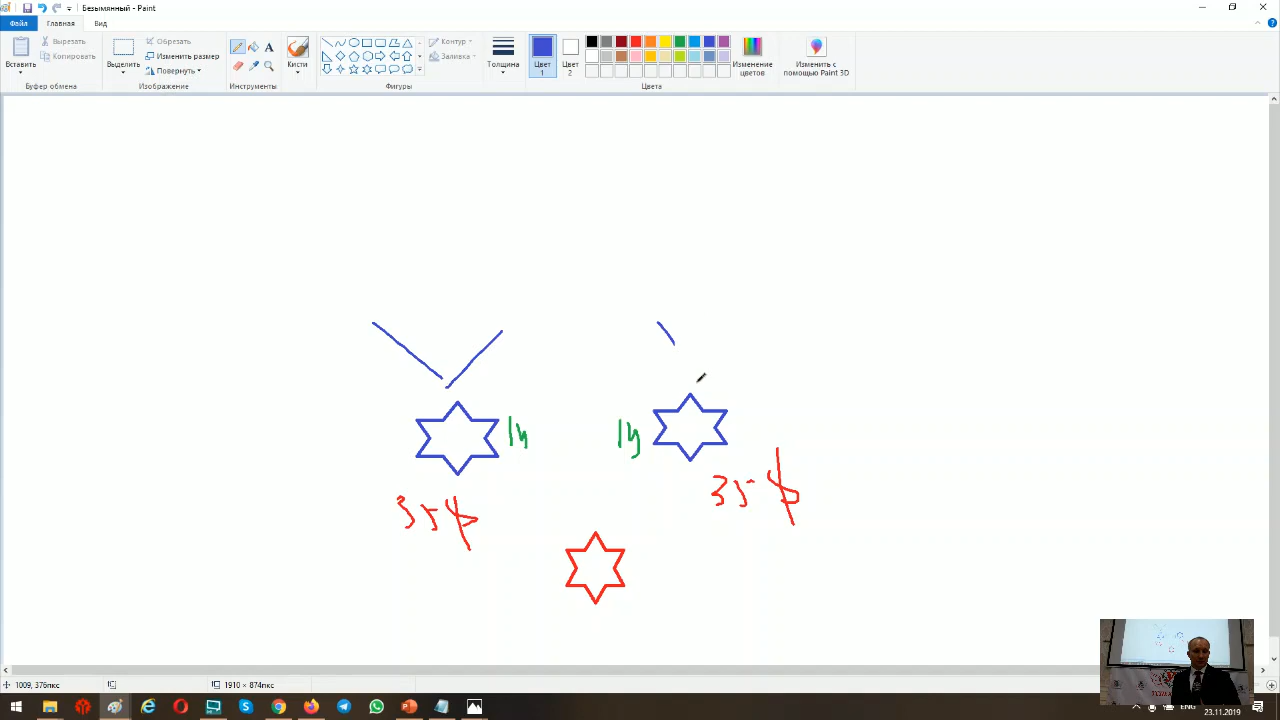 Безымянный - Paint
Файл Главная Вид
Вставить
Вырезать
Копировать
Буфер обмена
Выделить
Обрезать
Изменить размер
Повернуть
Изображение
A
Инструменты
Кисти
Контур
Заливка
Фигуры
Толщина
Цвет 1
Цвет 2
Изменение цветов
Цвета
Изменить с помощью Paint 3D
35 ф
35 ф
1009, 376пкс
1910 × 874пкс
ENG
23.11.2019